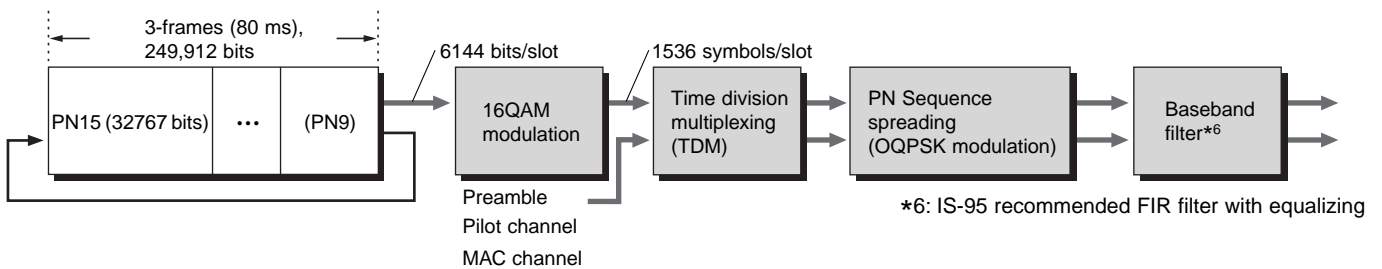 3-frames (80 ms),
249,912 bits
6144 bits/slot
1536 symbols/slot
PN15 (32767 bits)
•••
(PN9)
16QAM
modulation
Time division
multiplexing
(TDM)
PN Sequence
spreading
(OQPSK modulation)
Baseband
filter*6
Preamble
Pilot channel
MAC channel
*6: IS-95 recommended FIR filter with equalizing